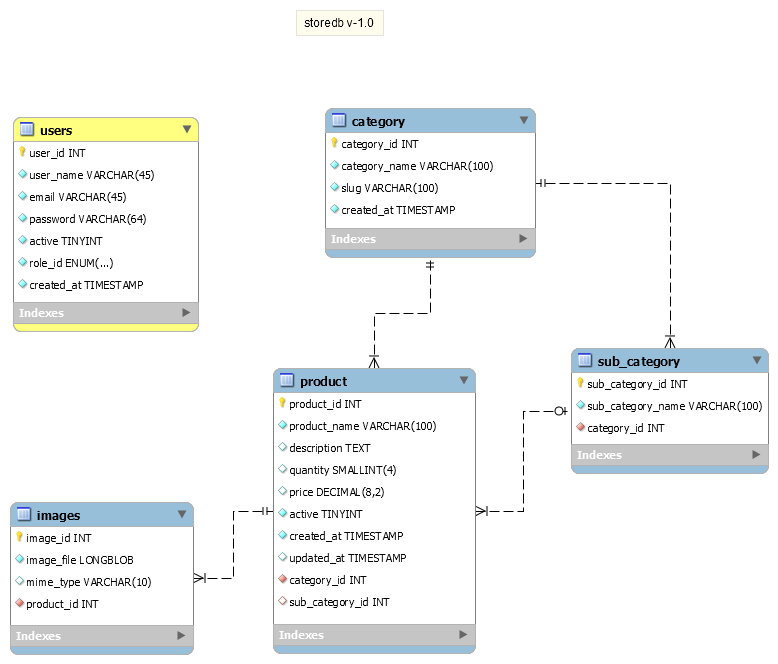 storedb v-1.0
users
user_id INT
user_name VARCHAR(45)
email VARCHAR(45)
password VARCHAR(64)
active TINYINT
role_id ENUM(...)
created_at TIMESTAMP
Indexes
category
category_id INT
category_name VARCHAR(100)
slug VARCHAR(100)
created_at TIMESTAMP
Indexes
product
product_id INT
product_name VARCHAR(100)
description TEXT
quantity SMALLINT(4)
price DECIMAL(8,2)
active TINYINT
created_at TIMESTAMP
updated_at TIMESTAMP
category_id INT
sub_category_id INT
Indexes
sub_category
sub_category_id INT
sub_category_name VARCHAR(100)
category_id INT
Indexes
images
image_id INT
image_file LONGBLOB
mime_type VARCHAR(10)
product_id INT
Indexes